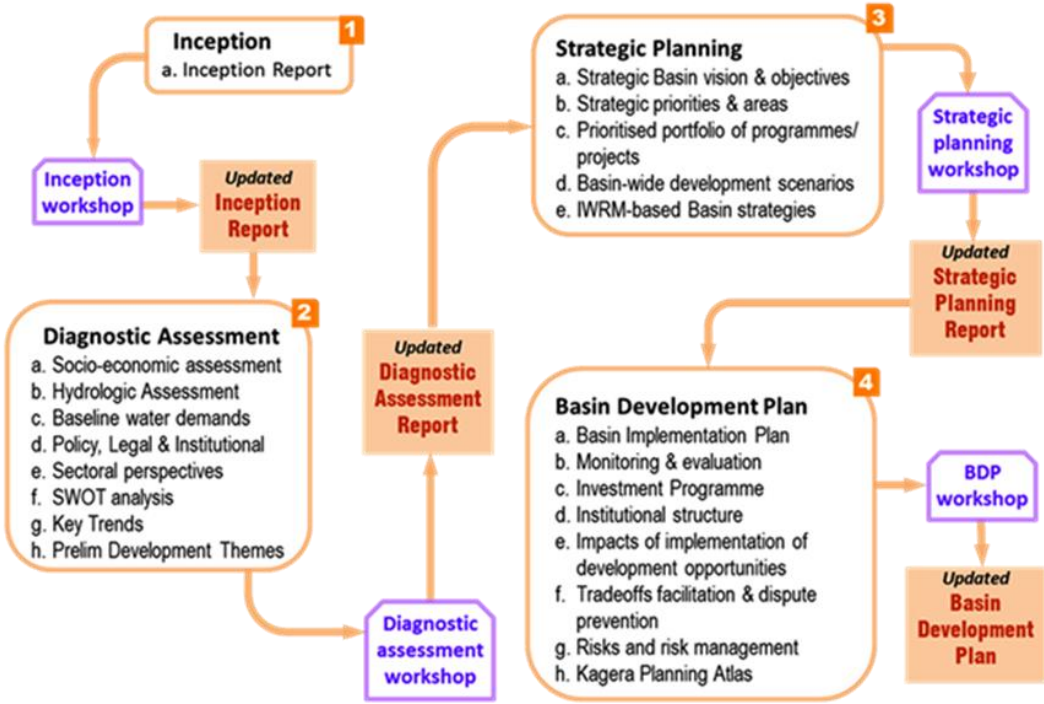 1
Inception
a. Inception Report
Inception
workshop
Updated
Inception
Report
2
Diagnostic Assessment
a. Socio-economic assessment
b. Hydrologic Assessment
c. Baseline water demands
d. Policy, Legal & Institutional
e. Sectoral perspectives
f. SWOT analysis
g. Key Trends
h. Prelim Development Themes
Diagnostic
assessment
workshop
Updated
Diagnostic
Assessment
Report
3
Strategic Planning
a. Strategic Basin vision & objectives
b. Strategic priorities & areas
c. Prioritised portfolio of programmes/
projects
d. Basin-wide development scenarios
e. IWRM-based Basin strategies
Strategic
planning
workshop
Updated
Strategic
Planning
Report
4
Basin Development Plan
a. Basin Implementation Plan
b. Monitoring & evaluation
c. Investment Programme
d. Institutional structure
e. Impacts of implementation of
development opportunities
f. Tradeoffs facilitation & dispute
prevention
g. Risks and risk management
h. Kagera Planning Atlas
BDP
workshop
Updated
Basin
Development
Plan